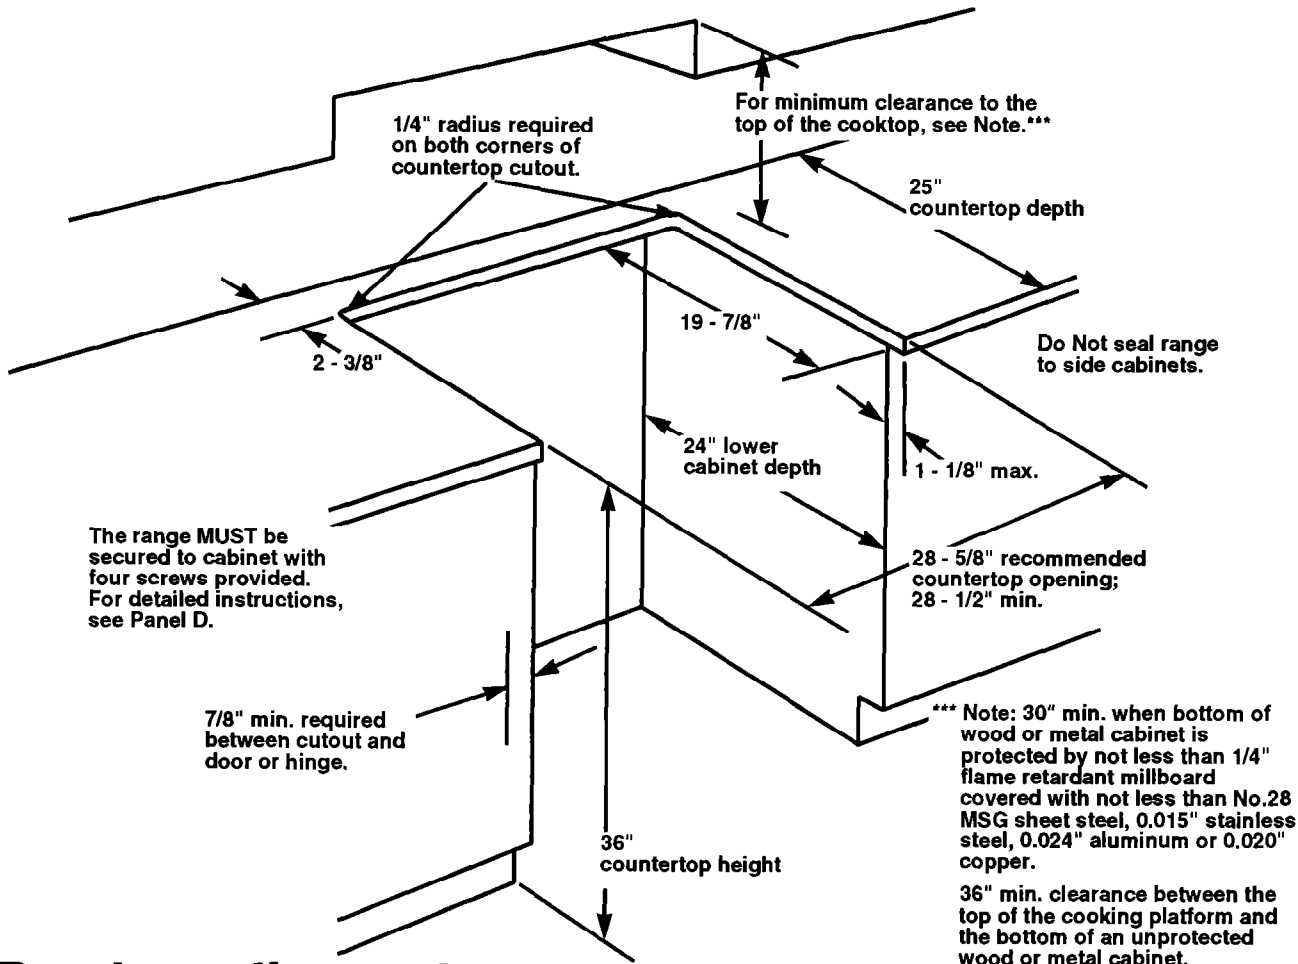 For minimum clearance to the
top of the cooktop, see Note.***
1/4" radius required
on both corners of
countertop cutout.
25"
countertop depth
19 - 7/8"
2 - 3/8"
Do Not seal range
to side cabinets.
24" lower
cabinet depth
1 - 1/8" max.
The range MUST be
secured to cabinet with
four screws provided.
For detailed instructions,
see Panel D.
28 - 5/8" recommended
countertop opening;
28 - 1/2" min.
7/8" min. required
between cutout and
door or hinge.
36"
countertop height
*** Note: 30" min. when bottom of
wood or metal cabinet is
protected by not less than 1/4"
flame retardant millboard
covered with not less than No.28
MSG sheet steel, 0.015" stainless
steel, 0.024" aluminum or 0.020"
copper.
36" min. clearance between the
top of the cooking platform and
the bottom of an unprotected
wood or metal cabinet.